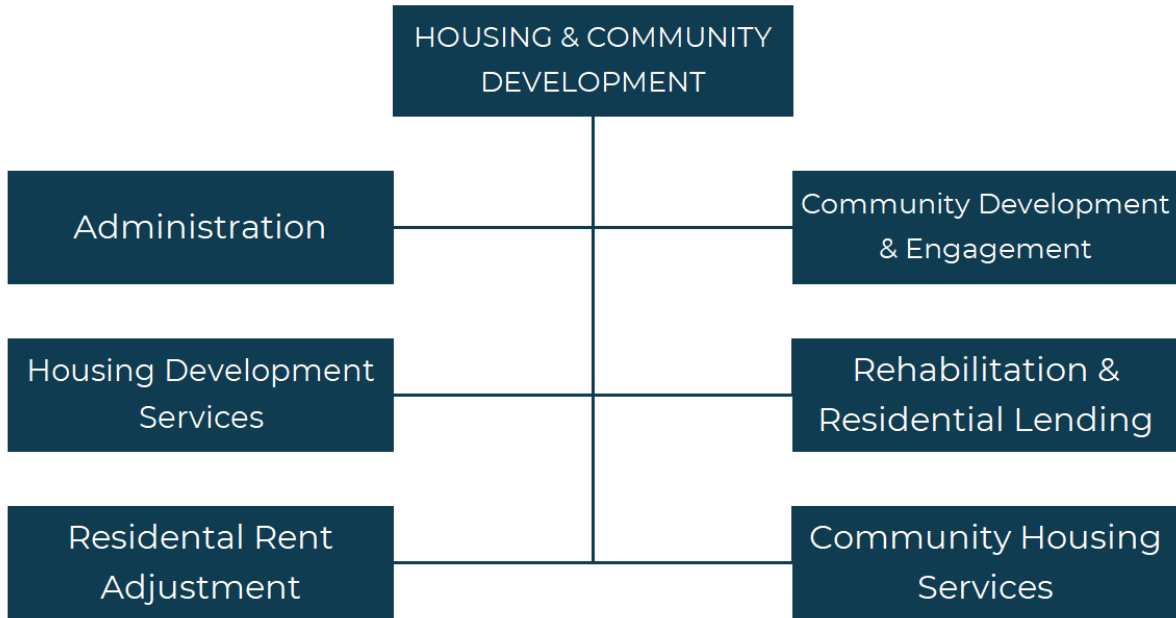 HOUSING & COMMUNITY
DEVELOPMENT
Administration
Community Development
& Engagement
Housing Development
Services
Rehabilitation &
Residential Lending
Residental Rent
Adjustment
Community Housing
Services